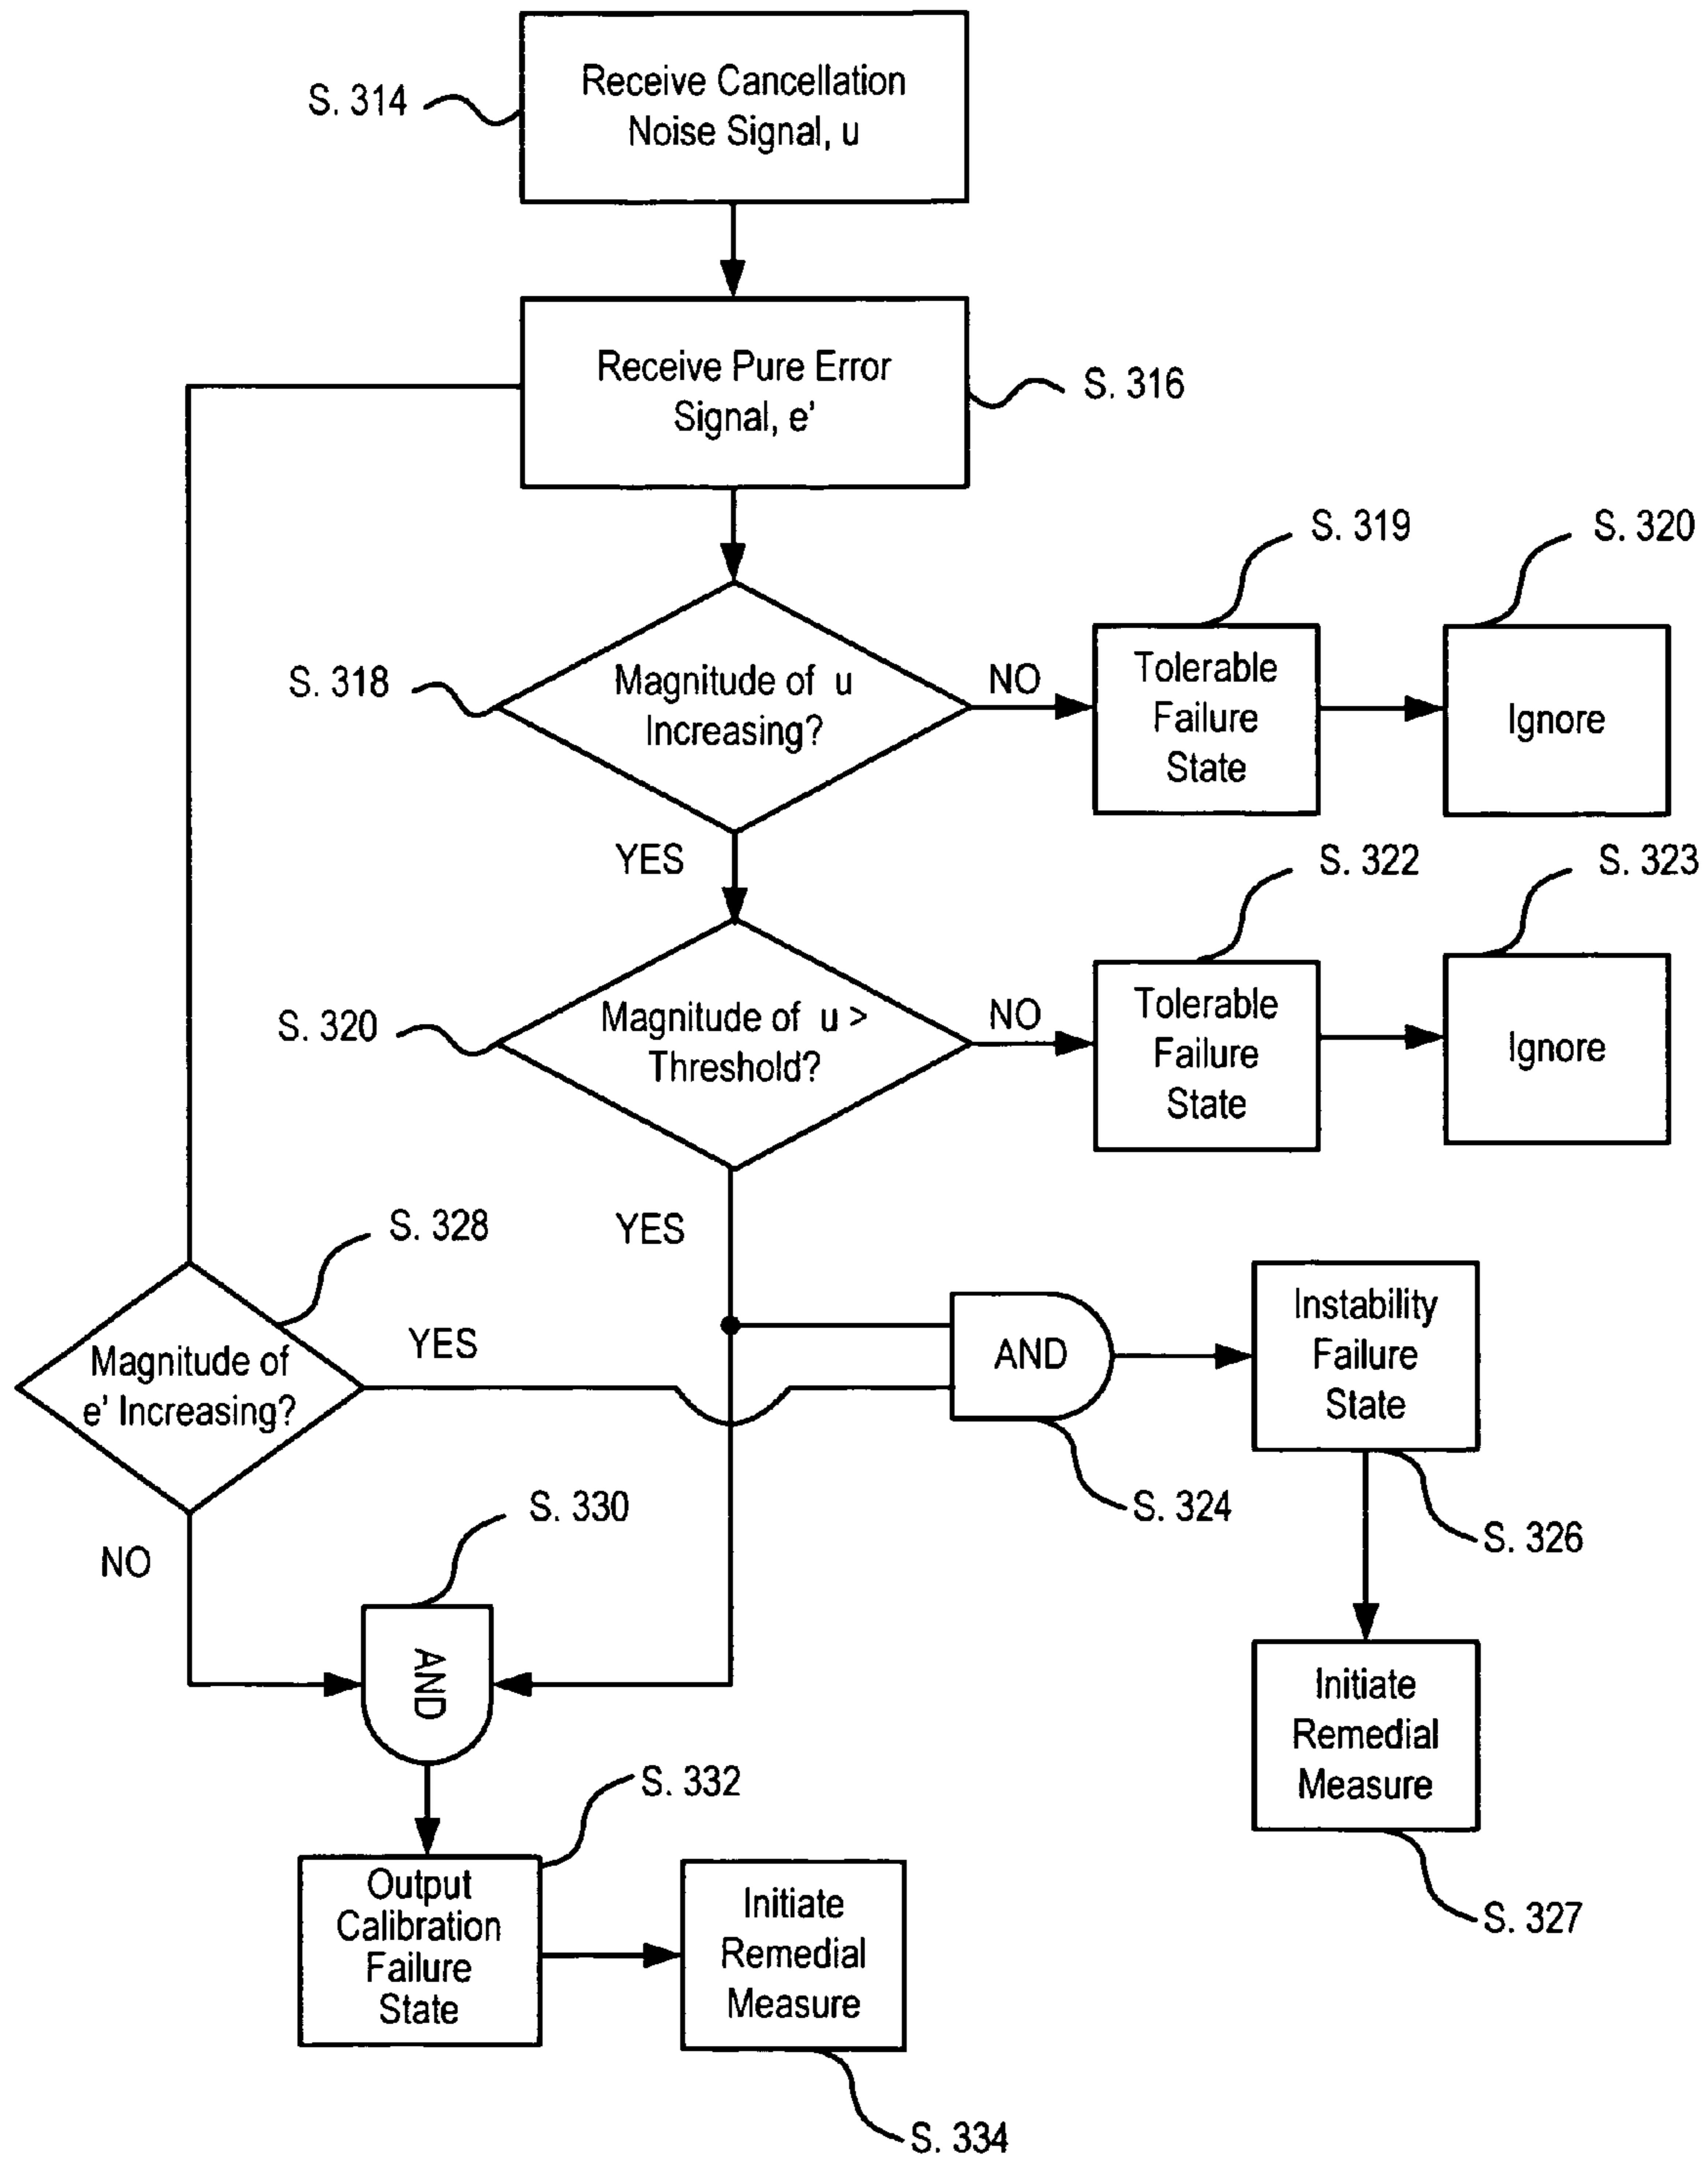 Receive Cancellation
Noise Signal, u
S. 314
Receive Pure Error
Signal, e'
S. 316
S. 319
S. 320
S. 318
Magnitude of u
Increasing?
NO
Tolerable
Failure
State
Ignore
YES
S. 322
S. 323
S. 320
Magnitude of u >
Threshold?
NO
Tolerable
Failure
State
Ignore
YES
S. 328
Magnitude of
e' Increasing?
YES
AND
Instability
Failure
State
S. 324
S. 326
NO
S. 330
AND
Initiate
Remedial
Measure
S. 327
S. 332
Output
Calibration
Failure
State
Initiate
Remedial
Measure
S. 334